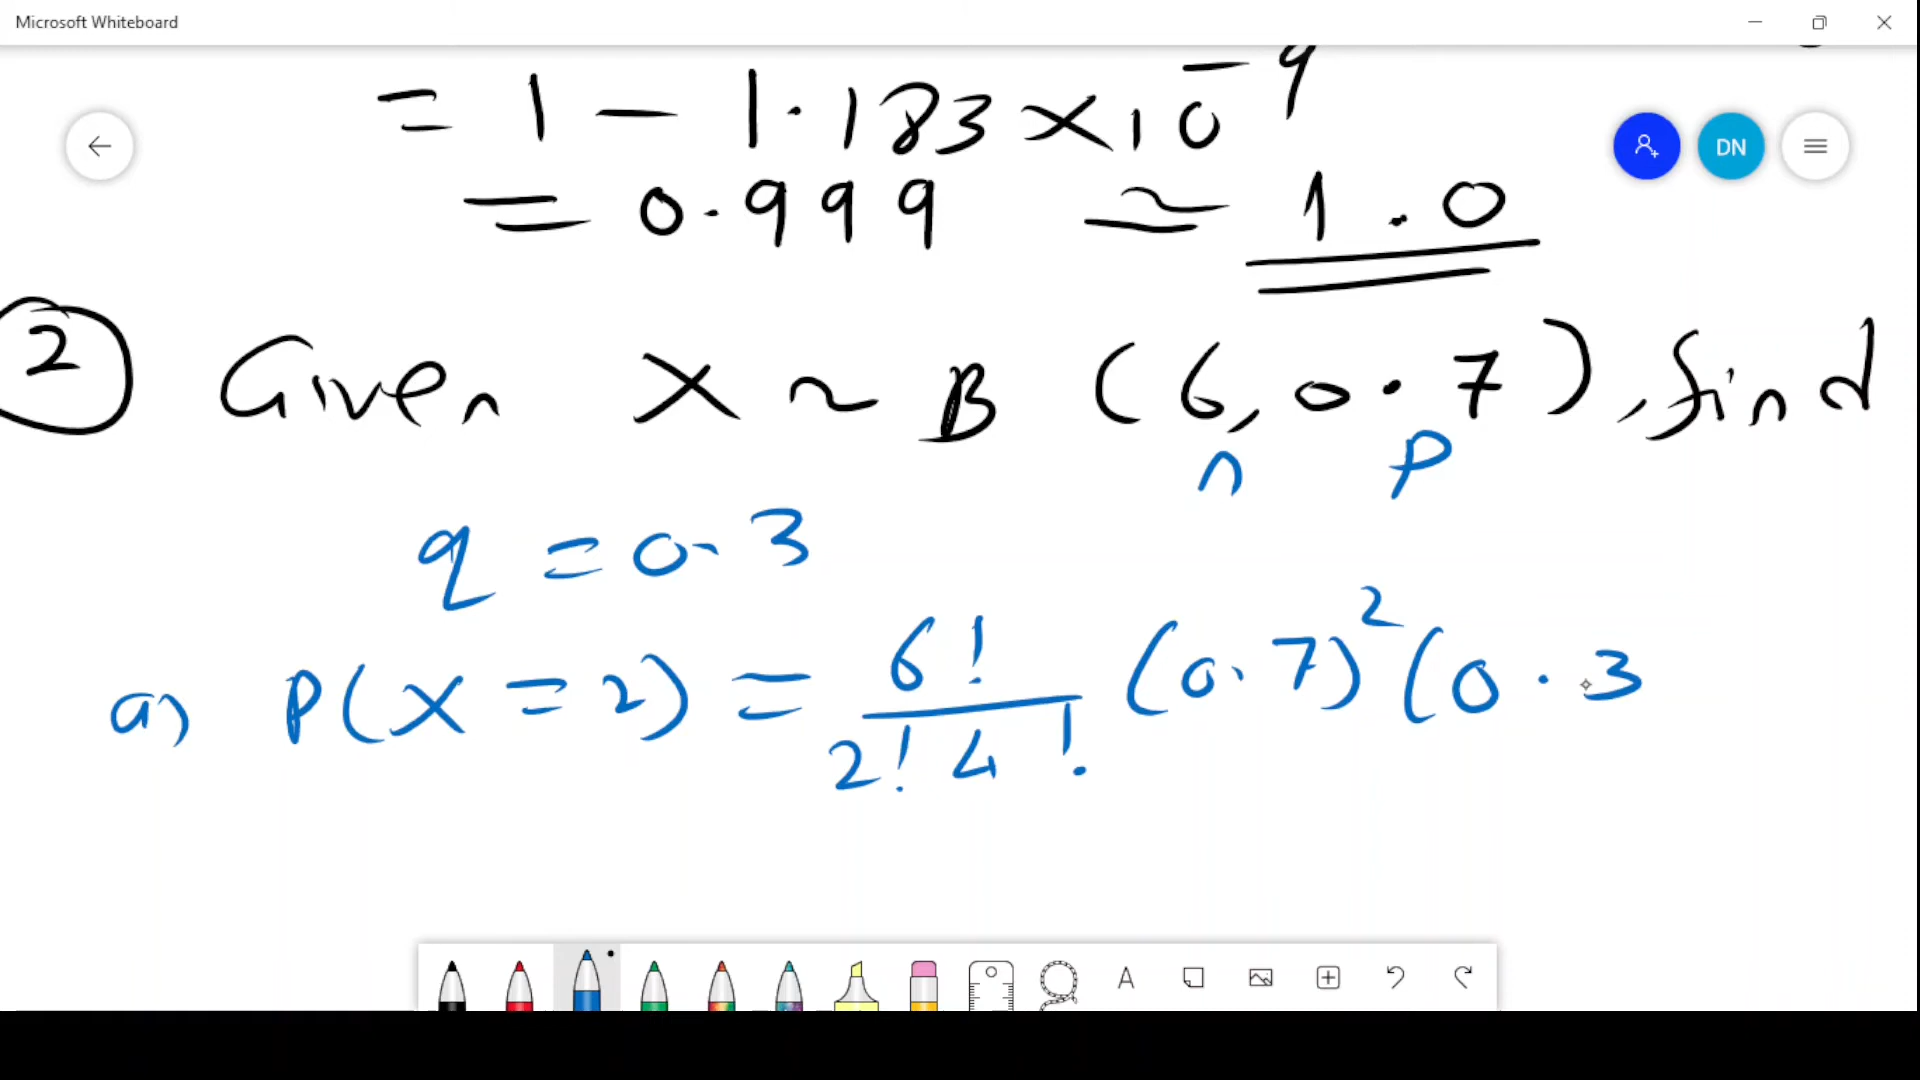 Microsoft Whiteboard
= 1 - 1.183 × 10⁻⁹
= 0.999 ≃ 1.0
DN
2 Given X ~ B (6, 0.7), find
n p
q = 0.3
a) P(X = 2) = 6! / 2! 4! (0.7)² (0.3
A